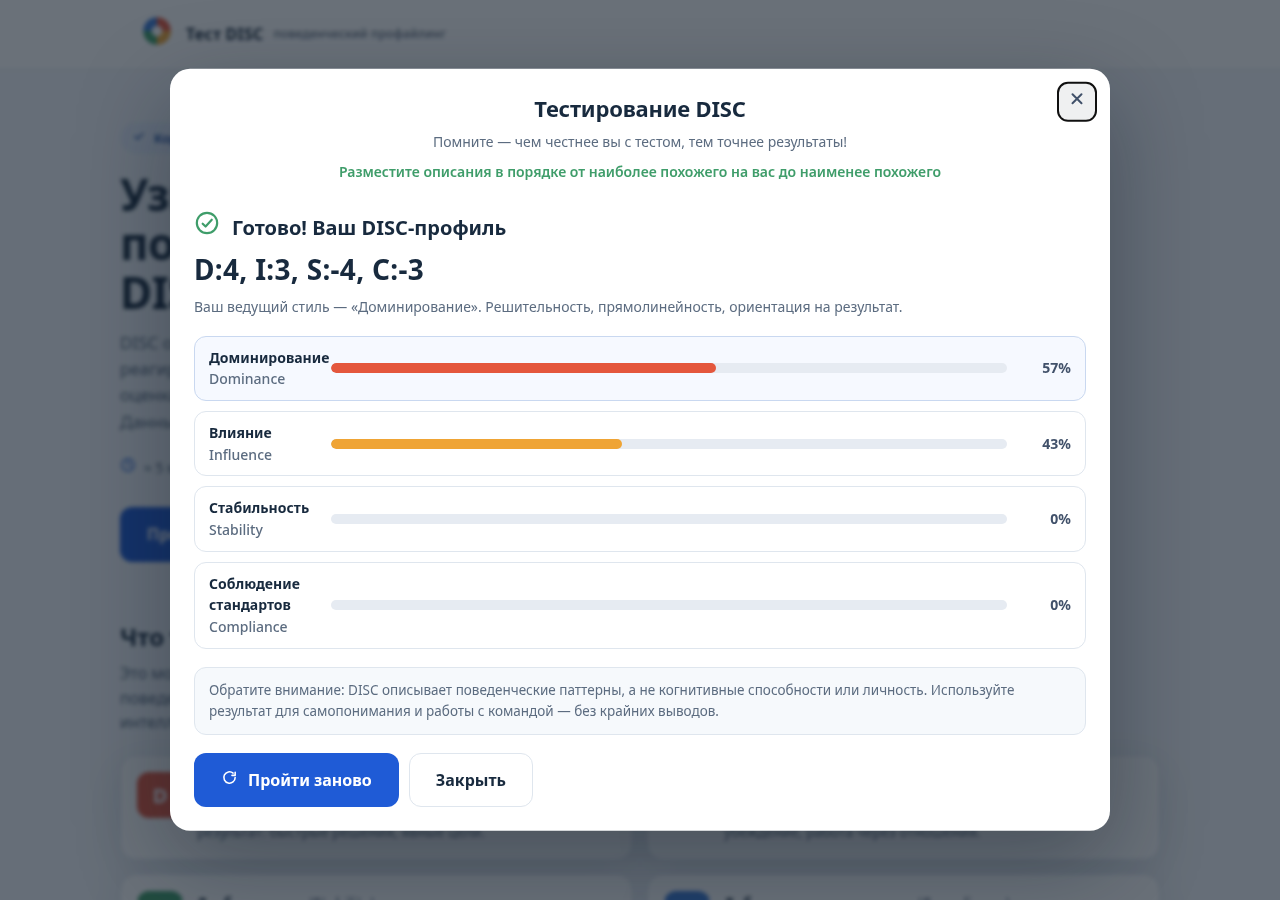 Тест DISC поведенческий профайлинг
Тестирование DISC
Помните — чем честнее вы с тестом, тем точнее результаты!
Разместите описания в порядке от наиболее похожего на вас до наименее похожего
Готово! Ваш DISC-профиль
D:4, I:3, S:-4, C:-3
Ваш ведущий стиль — «Доминирование». Решительность, прямолинейность, ориентация на результат.
Доминирование
Dominance
57%
Влияние
Influence
43%
Стабильность
Stability
0%
Соблюдение
стандартов
Compliance
0%
Обратите внимание: DISC описывает поведенческие паттерны, а не когнитивные способности или личность. Используйте
результат для самопонимания и работы с командой — без крайних выводов.
Пройти заново
Закрыть
Что
D